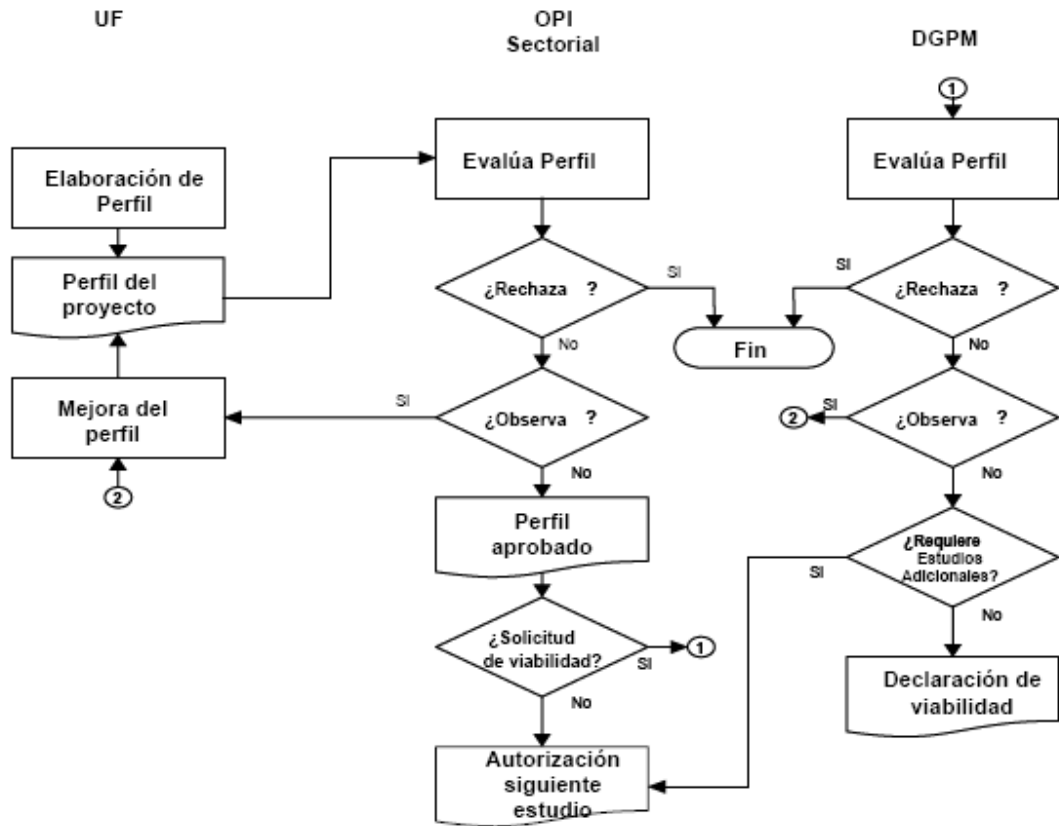 UF
OPI
Sectorial
DGPM
1
Elaboración de
Perfil
Evalúa Perfil
Evalúa Perfil
Perfil del
proyecto
¿Rechaza ?
SI
SI
¿Rechaza ?
Fin
No
No
Mejora del
perfil
SI
¿Observa ?
2
SI
¿Observa ?
2
No
No
Perfil
aprobado
¿Requiere
Estudios
Adicionales?
SI
No
¿Solicitud
de viabilidad?
SI
1
No
Declaración de
viabilidad
Autorización
siguiente
estudio